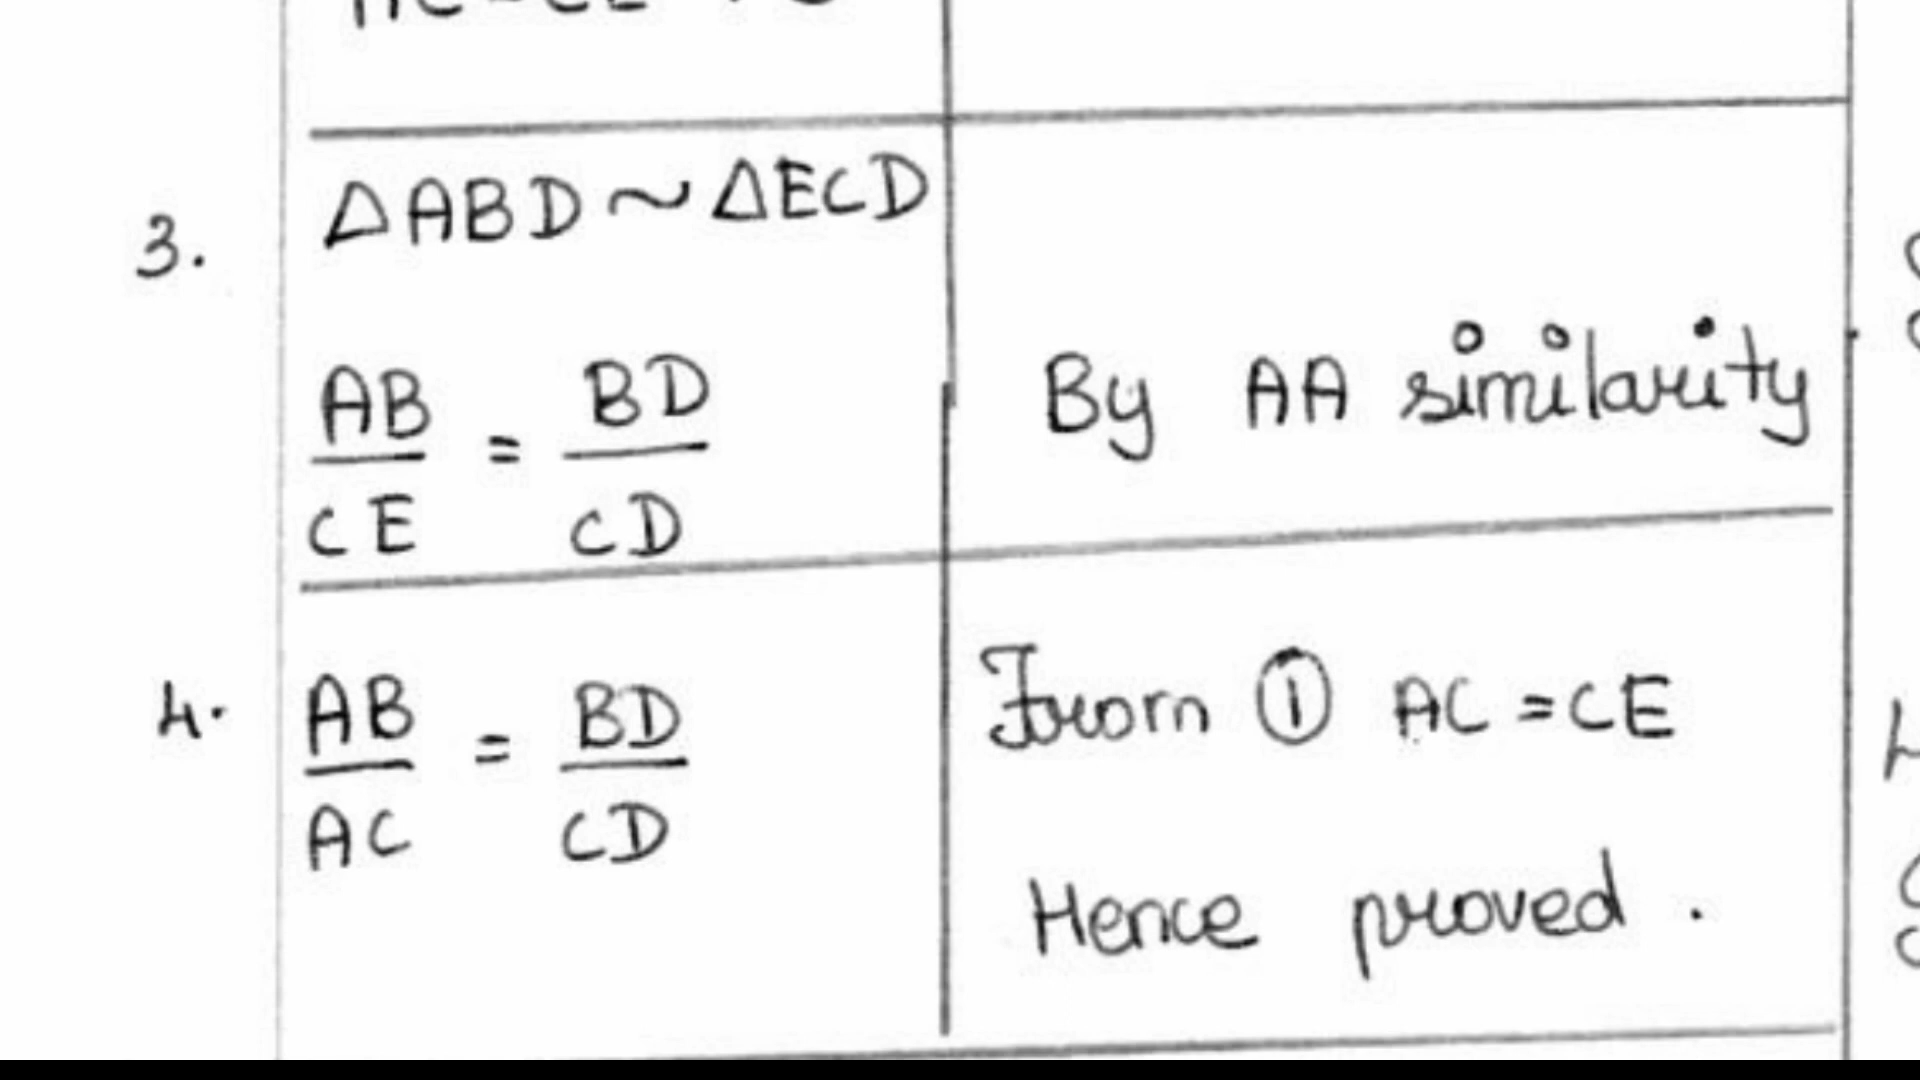 3. △ABD ~ △ECD
AB/CE = BD/CD
By AA similarity
4. AB/AC = BD/CD
From ① AC = CE
Hence proved.